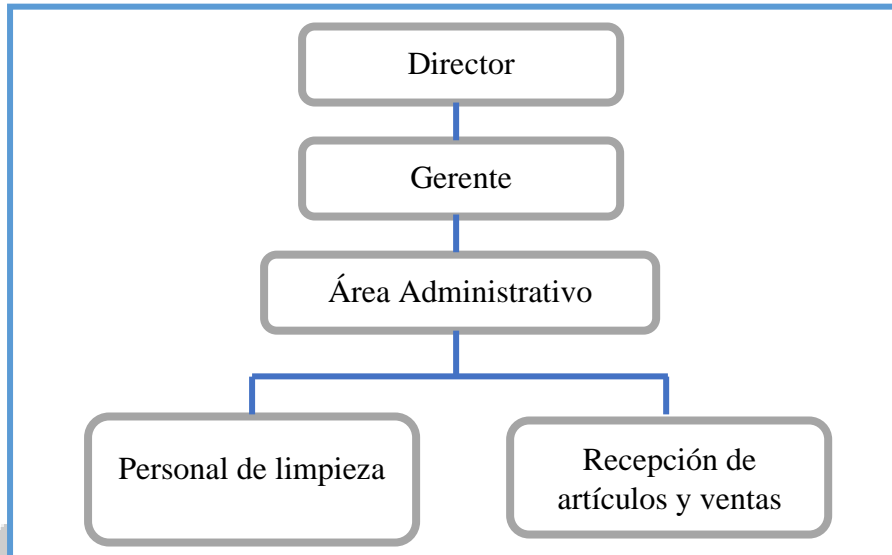 Director
Gerente
Área Administrativo
Personal de limpieza
Recepción de
artículos y ventas